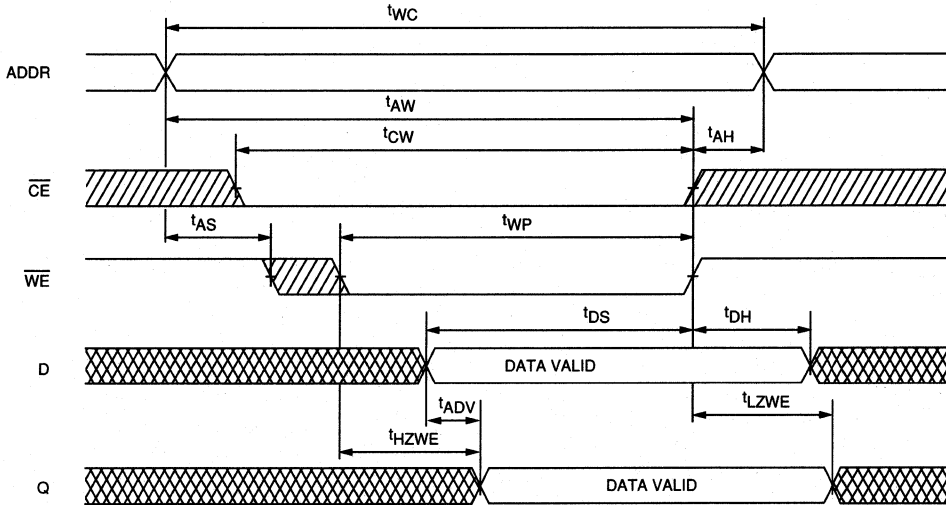 tWC
ADDR
tAW
tCW
tAH
CE
tAS
tWP
WE
tDS
tDH
D
DATA VALID
tADV
tLZWE
tHZWE
Q
DATA VALID